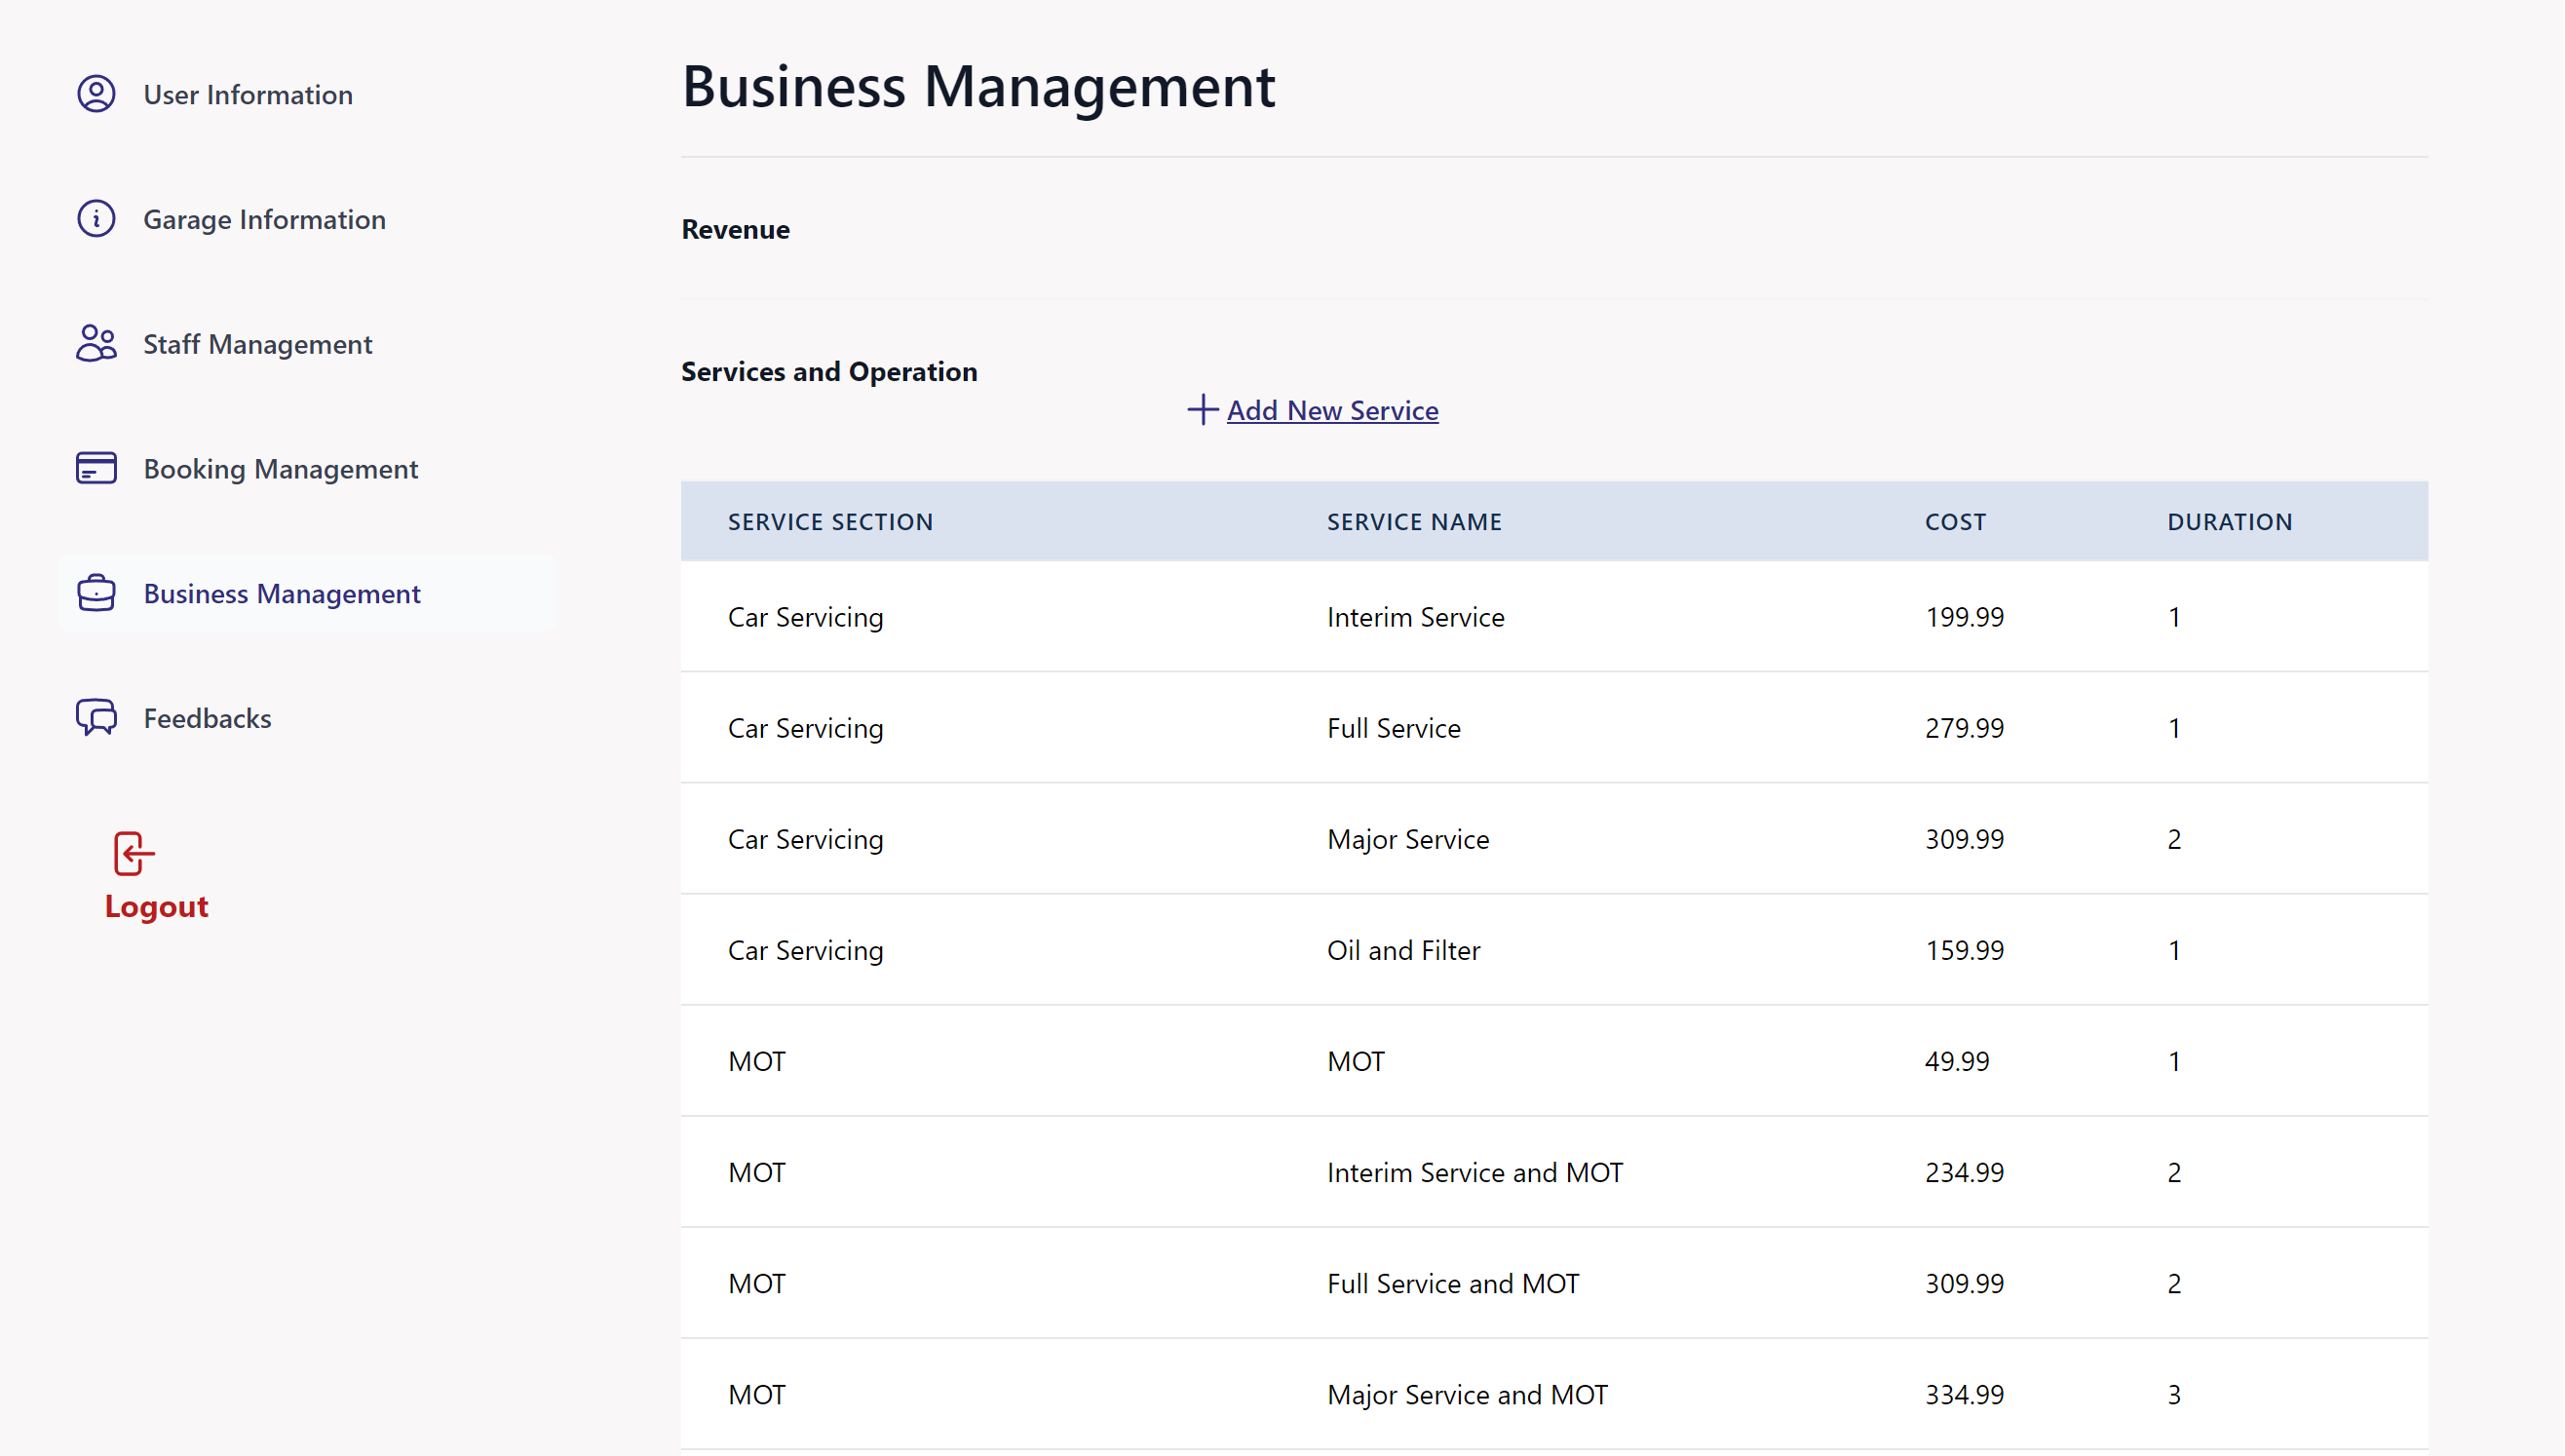 User Information
Garage Information
Staff Management
Booking Management
Business Management
Feedbacks
Logout
Business Management
Revenue
Services and Operation
Add New Service
SERVICE SECTION SERVICE NAME COST DURATION
Car Servicing Interim Service 199.99 1
Car Servicing Full Service 279.99 1
Car Servicing Major Service 309.99 2
Car Servicing Oil and Filter 159.99 1
MOT MOT 49.99 1
MOT Interim Service and MOT 234.99 2
MOT Full Service and MOT 309.99 2
MOT Major Service and MOT 334.99 3